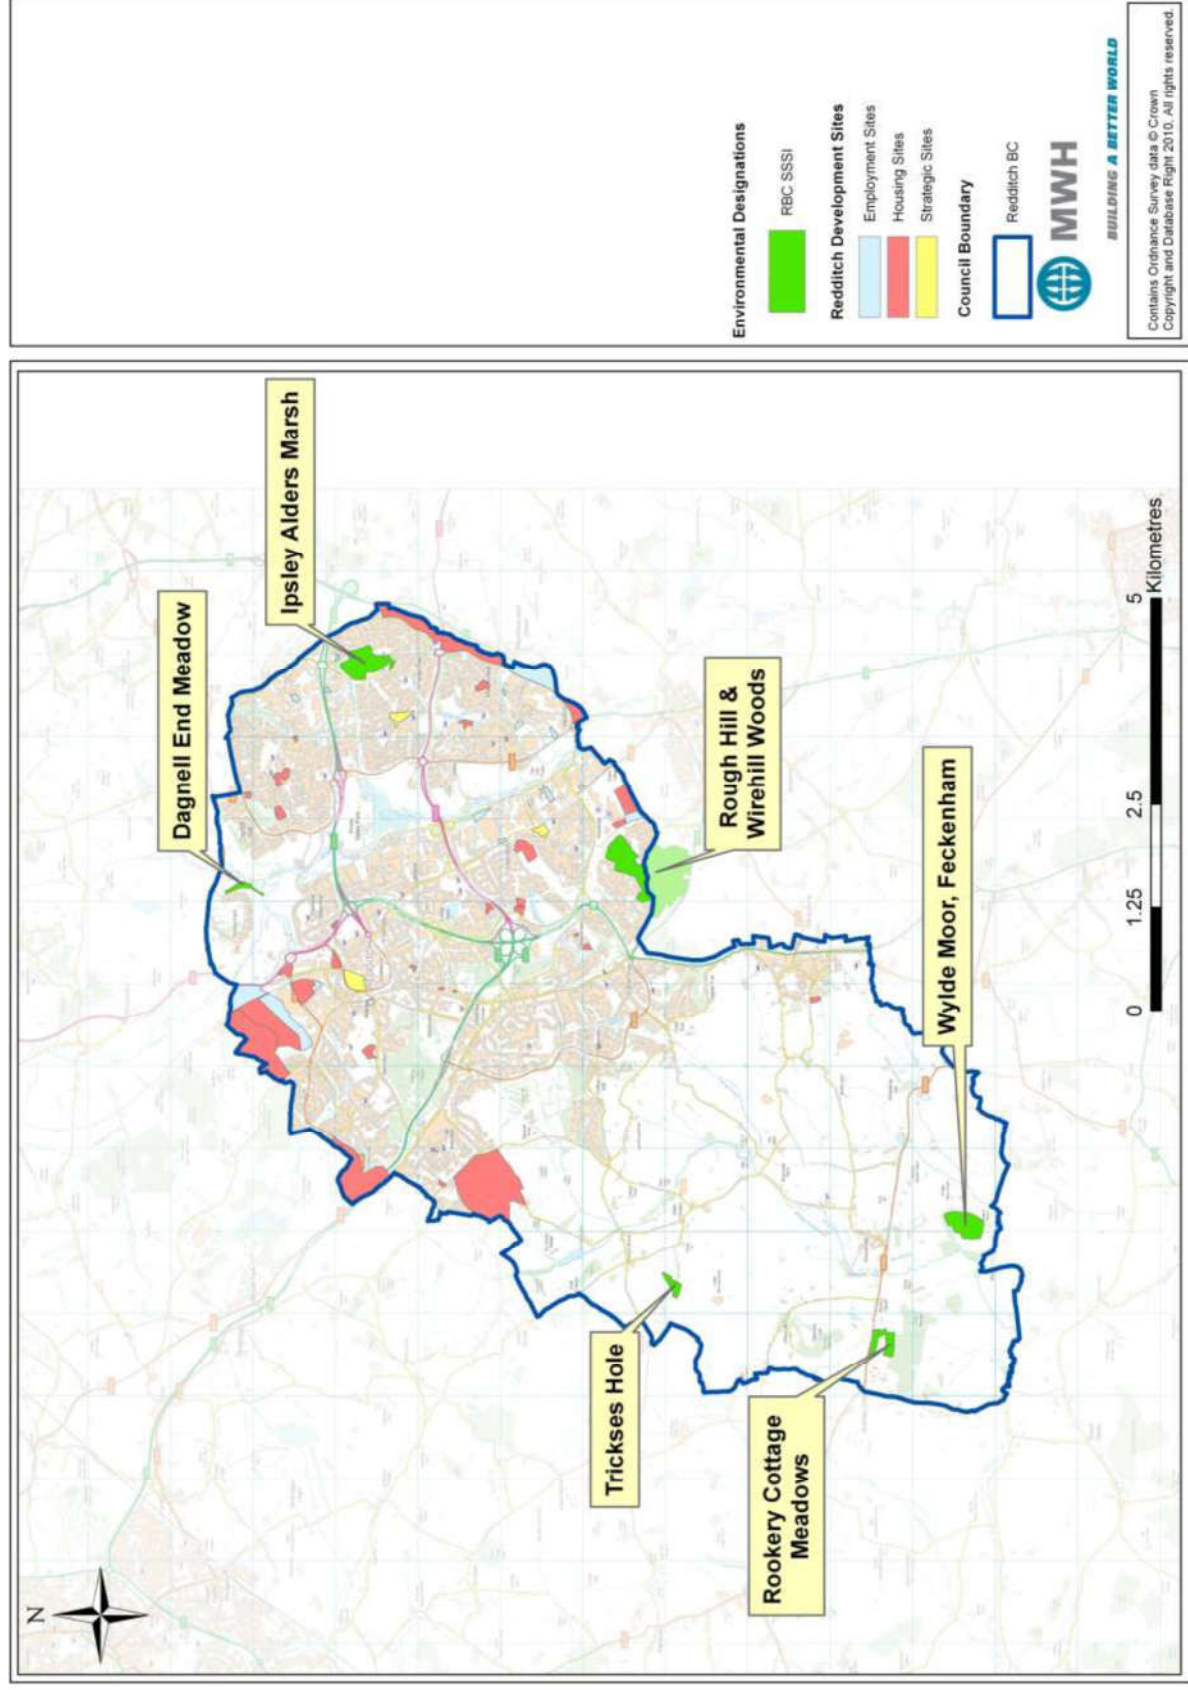 N
Dagnell End Meadow
Ipsley Alders Marsh
Trickses Hole
Rough Hill &
Wirehill Woods
Rookery Cottage
Meadows
Wylde Moor, Feckenham
0
1.25
2.5
5
Kilometres
Environmental Designations
RBC SSSI
Redditch Development Sites
Employment Sites
Housing Sites
Strategic Sites
Council Boundary
Redditch BC
MWH
BUILDING A BETTER WORLD
Contains Ordnance Survey data © Crown
Copyright and Database Right 2010. All rights reserved.